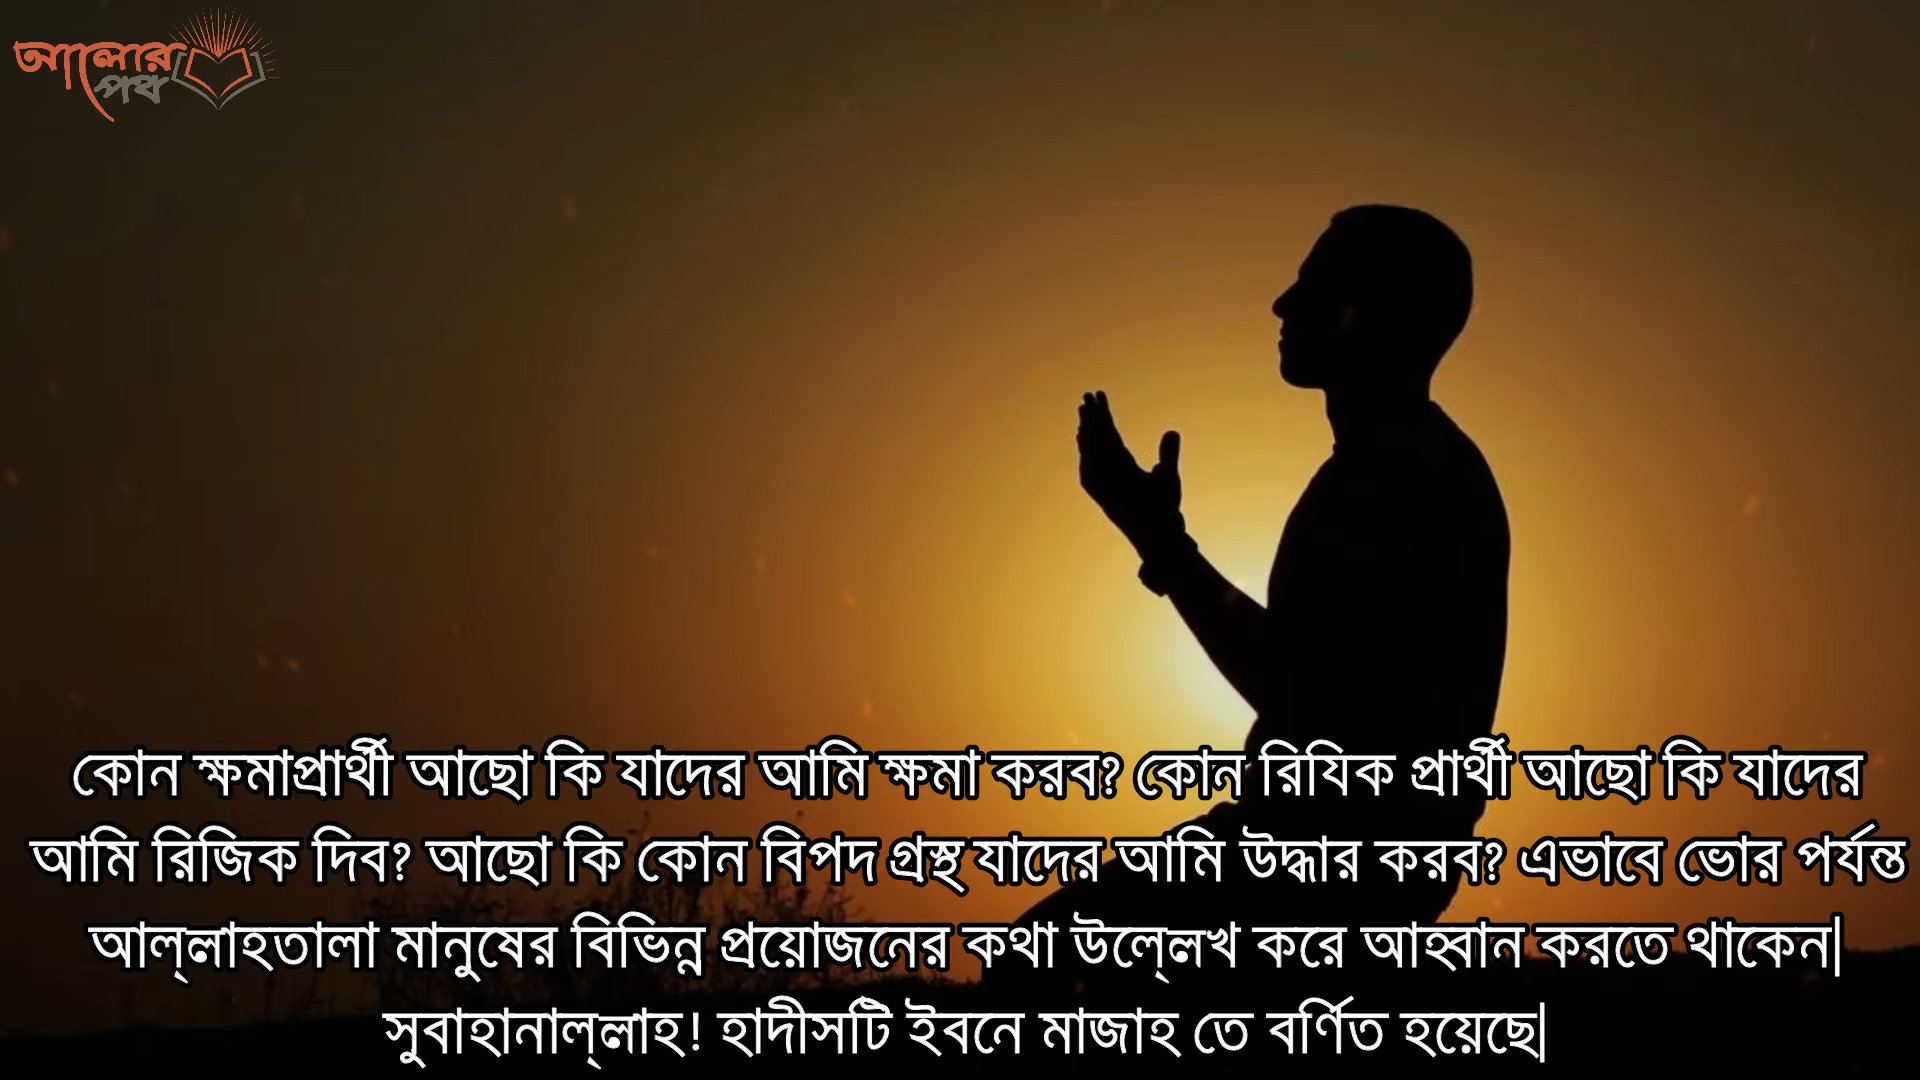 আলোর
পথ
কোন ক্ষমাপ্রার্থী আছো কি যাদের আমি ক্ষমা করব? কোন রিযিক প্রার্থী আছো কি যাদের
আমি রিজিক দিব? আছো কি কোন বিপদ গ্রস্থ যাদের আমি উদ্ধার করব? এভাবে ভোর পর্যন্ত
আল্লাহতালা মানুষের বিভিন্ন প্রয়োজনের কথা উল্লেখ করে আহ্বান করতে থাকেন|
সুবাহানাল্লাহ! হাদীসটি ইবনে মাজাহ তে বর্ণিত হয়েছে|